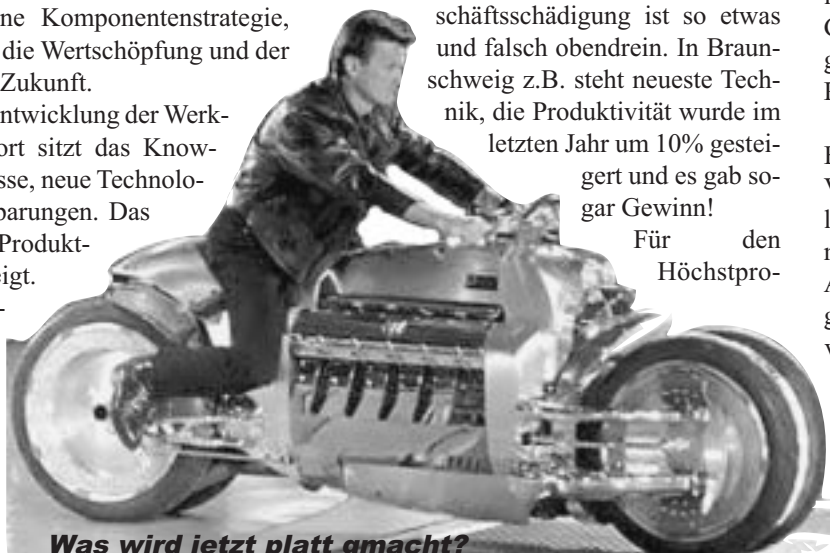 ne Komponentenstrategie,
die Wertschöpfung und der
Zukunft.
ntwicklung der Werk-
ort sitzt das Know-
sse, neue Technolo-
parungen. Das
Produkt-
eigt.
-
schäftsschädigung ist so etwas
und falsch obendrein. In Braun-
schweig z.B. steht neueste Tech-
nik, die Produktivität wurde im
letzten Jahr um 10% gestei-
gert und es gab so-
gar Gewinn!
Für den
Höchstpro-
Was wird jetzt platt gmacht?